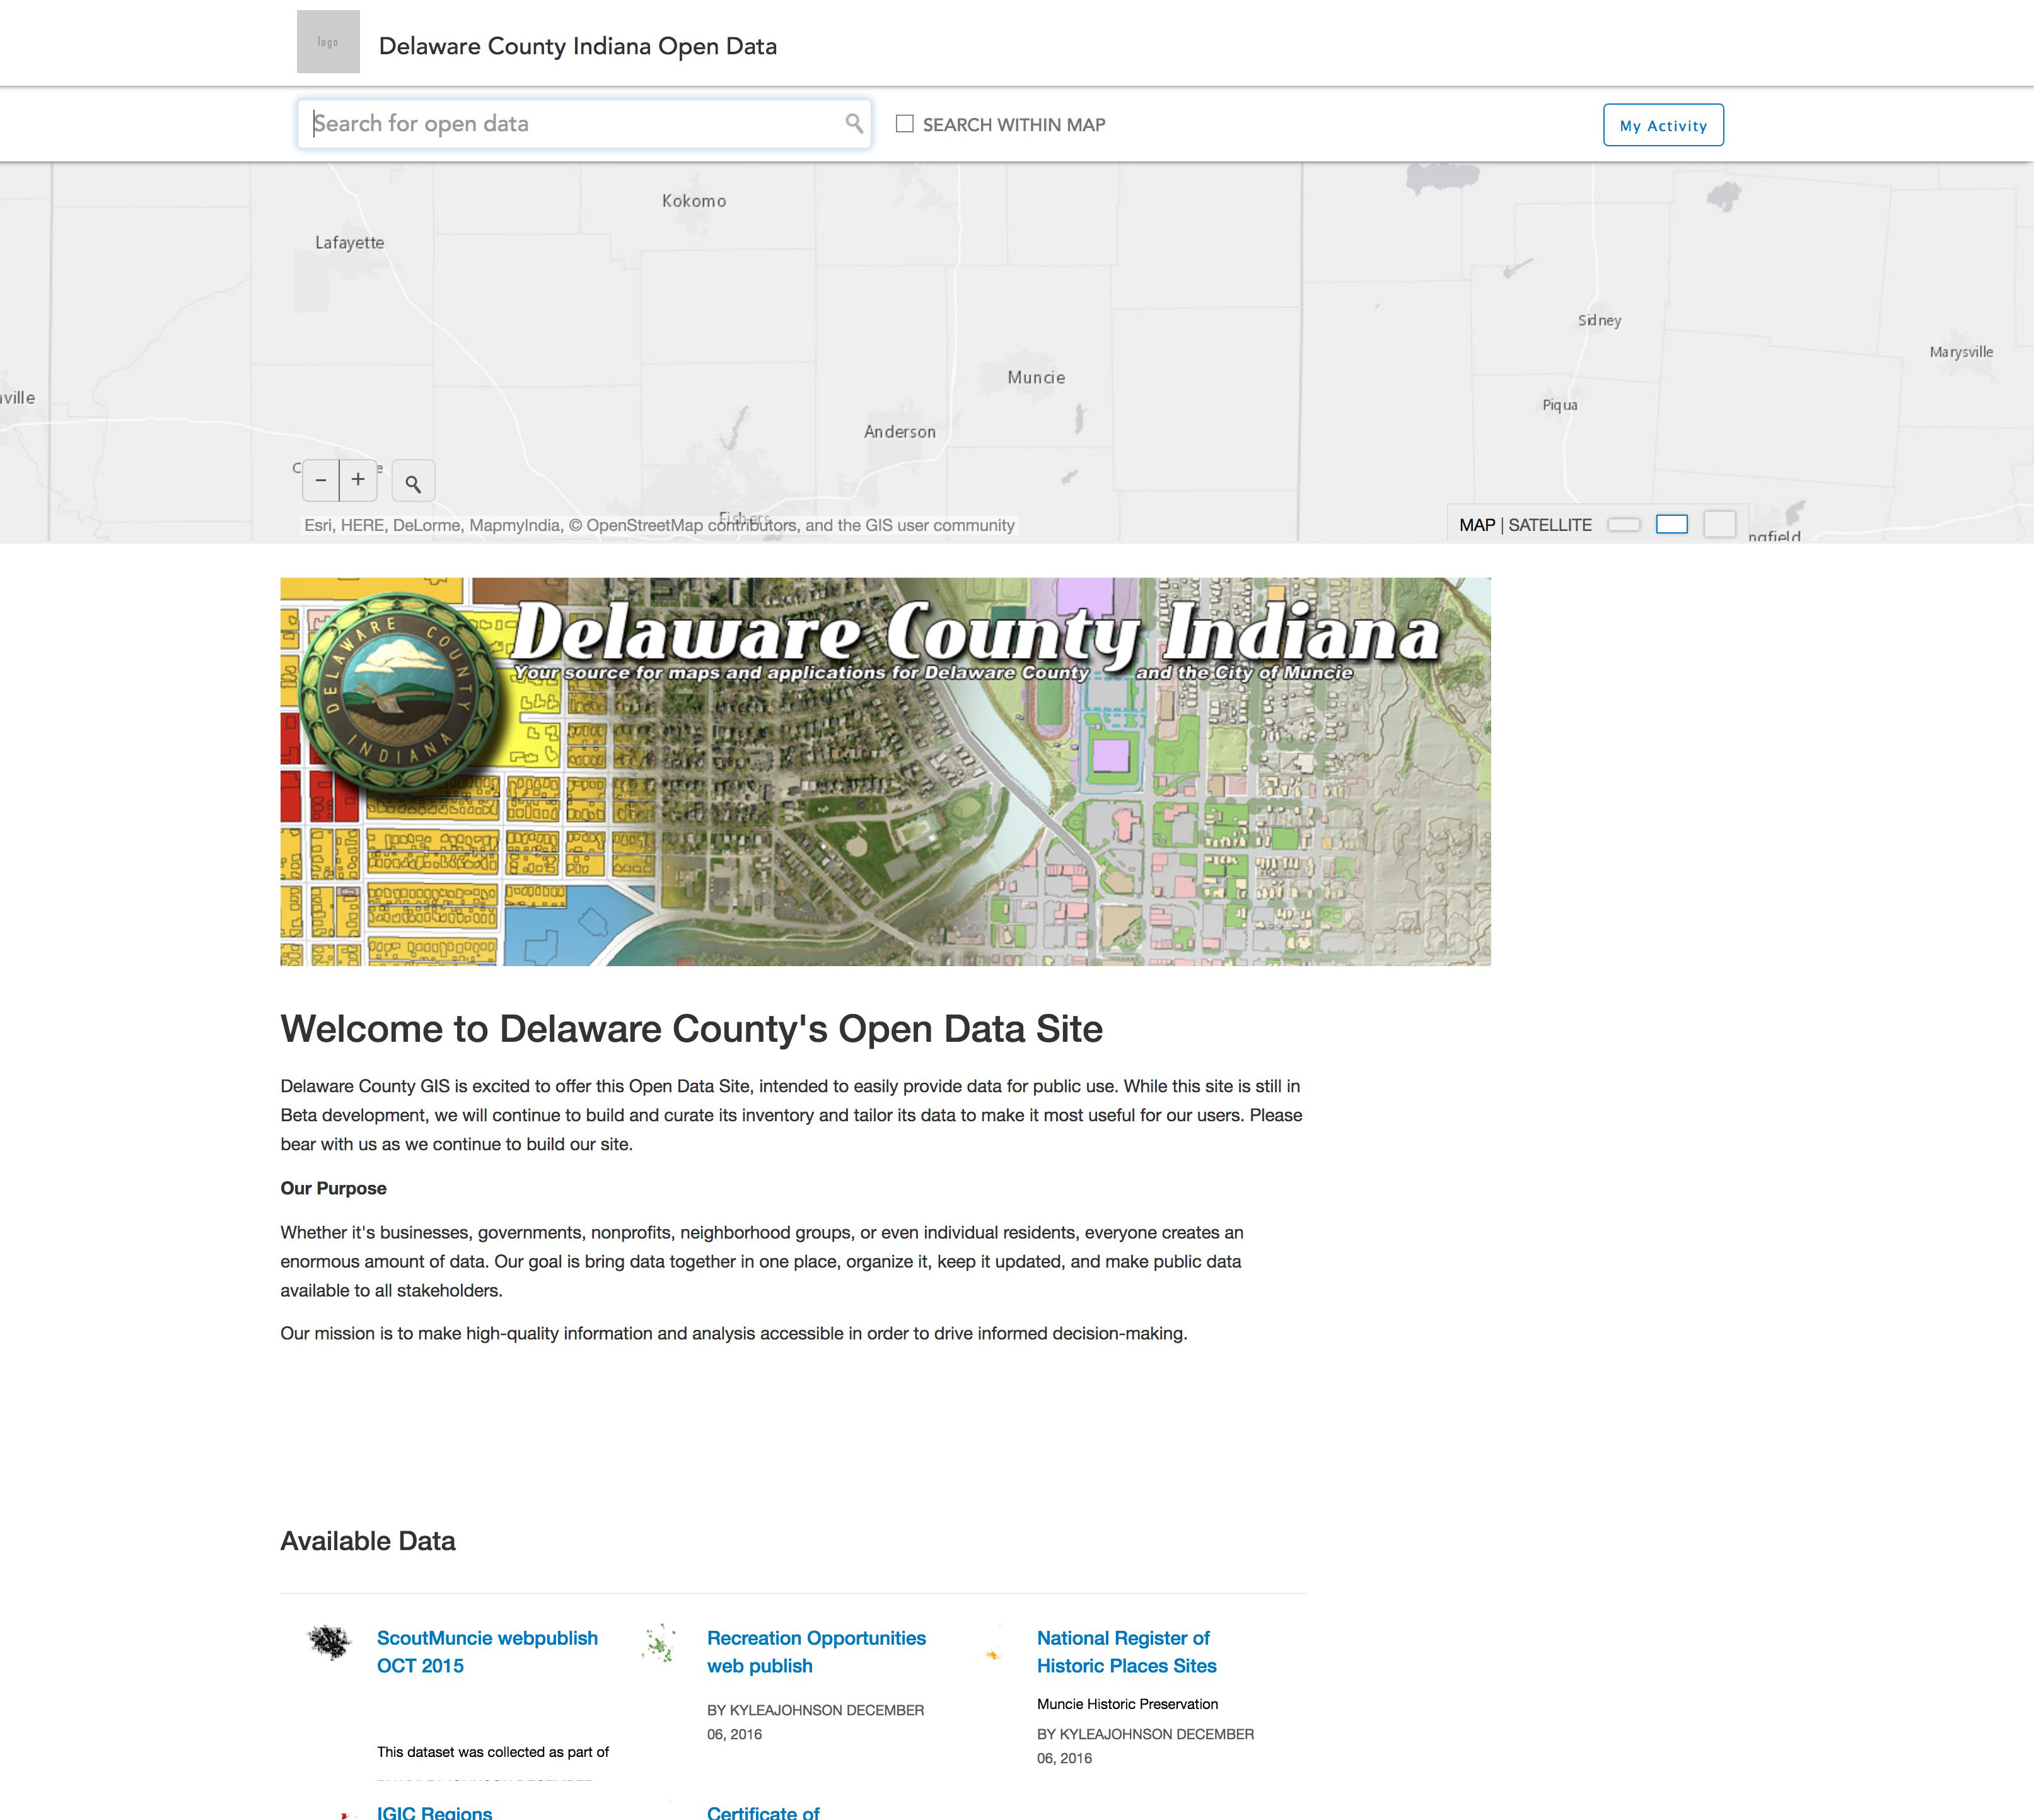 logo
Delaware County Indiana Open Data
Search for open data
SEARCH WITHIN MAP
My Activity
Kokomo
Lafayette
Sidney
Marysville
Muncie
ville
Piqua
Anderson
C
e
− +
Fishers
Esri, HERE, DeLorme, MapmyIndia, © OpenStreetMap contributors, and the GIS user community
MAP | SATELLITE
ngfield
DELAWARE COUNTY
INDIANA
Delaware County Indiana
Your source for maps and applications for Delaware County and the City of Muncie
Welcome to Delaware County's Open Data Site
Delaware County GIS is excited to offer this Open Data Site, intended to easily provide data for public use. While this site is still in
Beta development, we will continue to build and curate its inventory and tailor its data to make it most useful for our users. Please
bear with us as we continue to build our site.
Our Purpose
Whether it's businesses, governments, nonprofits, neighborhood groups, or even individual residents, everyone creates an
enormous amount of data. Our goal is bring data together in one place, organize it, keep it updated, and make public data
available to all stakeholders.
Our mission is to make high-quality information and analysis accessible in order to drive informed decision-making.
Available Data
ScoutMuncie webpublish
OCT 2015
This dataset was collected as part of
Recreation Opportunities
web publish
BY KYLEAJOHNSON DECEMBER
06, 2016
National Register of
Historic Places Sites
Muncie Historic Preservation
BY KYLEAJOHNSON DECEMBER
06, 2016
IGIC Regions
Certificate of